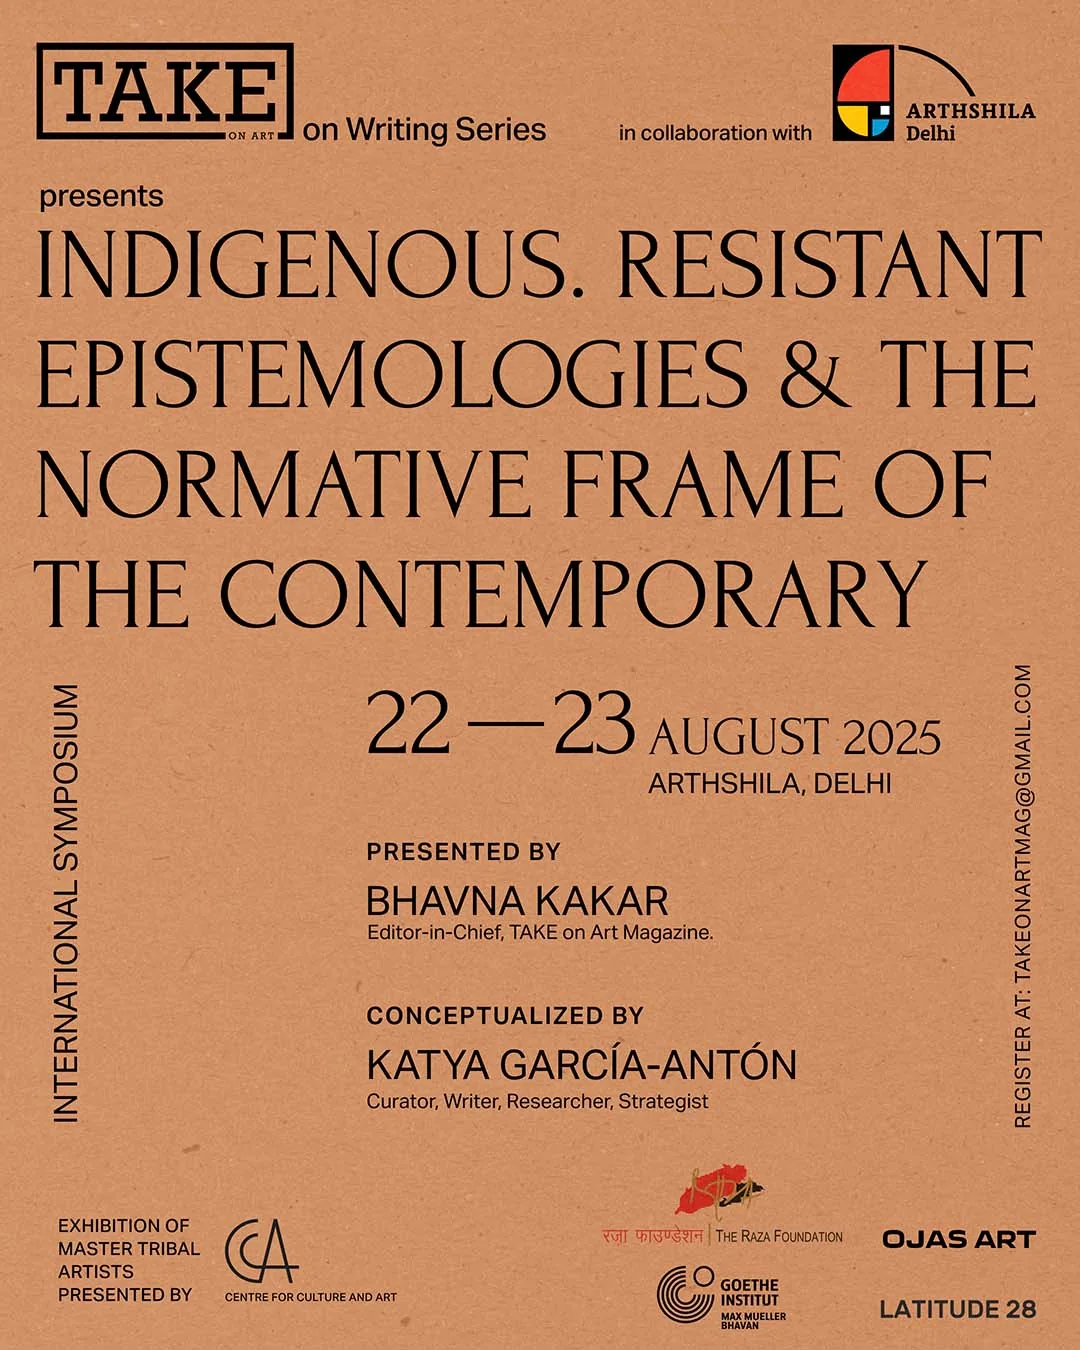 TAKE
ON ART
on Writing Series
in collaboration with
ARTHSHILA
Delhi
presents
INDIGENOUS. RESISTANT
EPISTEMOLOGIES & THE
NORMATIVE FRAME OF
THE CONTEMPORARY
INTERNATIONAL SYMPOSIUM
22 — 23 AUGUST 2025
ARTHSHILA, DELHI
REGISTER AT: TAKEONARTMAG@GMAIL.COM
PRESENTED BY
BHAVNA KAKAR
Editor-in-Chief, TAKE on Art Magazine.
CONCEPTUALIZED BY
KATYA GARCÍA-ANTÓN
Curator, Writer, Researcher, Strategist
EXHIBITION OF
MASTER TRIBAL
ARTISTS
PRESENTED BY
CCA
CENTRE FOR CULTURE AND ART
रज़ा फाउण्डेशन | THE RAZA FOUNDATION
GOETHE
INSTITUT
MAX MUELLER
BHAVAN
OJAS ART
LATITUDE 28